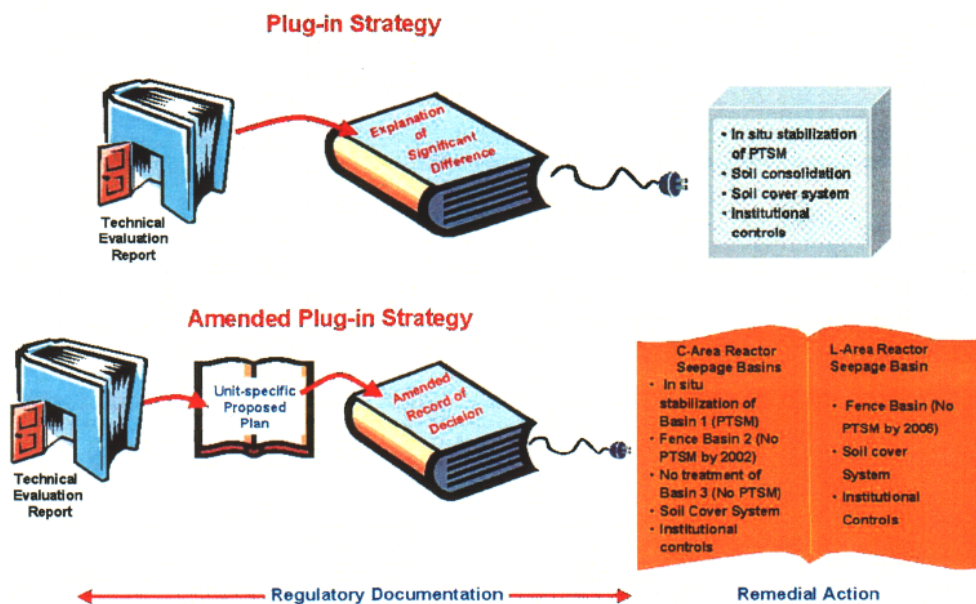 Plug-in Strategy
Technical
Evaluation
Report
Explanation
of
Significant
Difference
• In situ stabilization
of PTSM
• Soil consolidation
• Soil cover system
• Institutional
controls
Amended Plug-in Strategy
Technical
Evaluation
Report
Unit-specific
Proposed
Plan
Amended
Record of
Decision
C-Area Reactor
Seepage Basins
• In situ
stabilization of
Basin 1 (PTSM)
• Fence Basin 2 (No
PTSM by 2002)
• No treatment of
Basin 3 (No PTSM)
• Soil Cover System
• Institutional
controls
L-Area Reactor
Seepage Basin
• Fence Basin (No
PTSM by 2006)
• Soil cover
System
• Institutional
Controls
Regulatory Documentation
Remedial Action